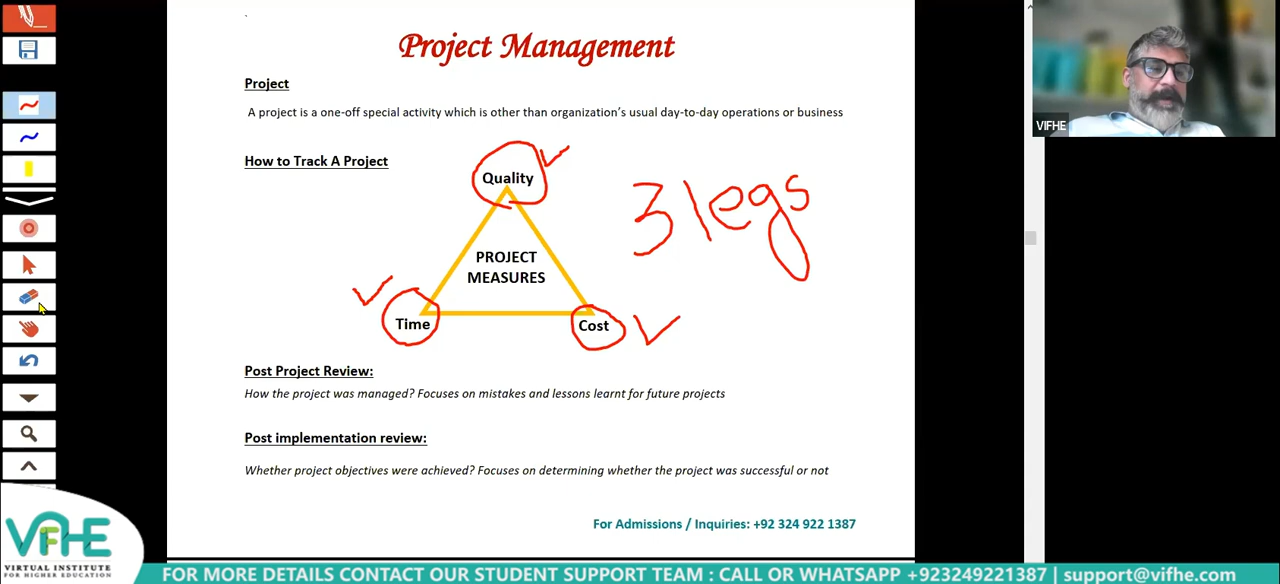 Project Management
Project
A project is a one-off special activity which is other than organization's usual day-to-day operations or business
VIFHE
How to Track A Project
Quality
3 legs
PROJECT
MEASURES
Time
Cost
Post Project Review:
How the project was managed? Focuses on mistakes and lessons learnt for future projects
Post implementation review:
Whether project objectives were achieved? Focuses on determining whether the project was successful or not
For Admissions / Inquiries: +92 324 922 1387
VIFHE
VIRTUAL INSTITUTE
FOR HIGHER EDUCATION
FOR MORE DETAILS CONTACT OUR STUDENT SUPPORT TEAM : CALL OR WHATSAPP +923249221387 | support@vifhe.com